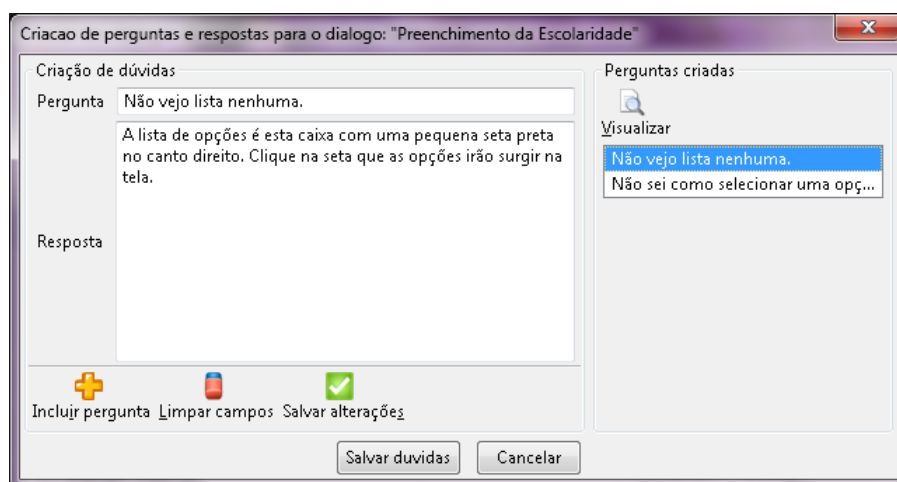 Criacao de perguntas e respostas para o dialogo: "Preenchimento da Escolaridade"
Criação de dúvidas
Pergunta
Não vejo lista nenhuma.
Resposta
A lista de opções é esta caixa com uma pequena seta preta
no canto direito. Clique na seta que as opções irão surgir na
tela.
Incluir pergunta
Limpar campos
Salvar alterações
Perguntas criadas
Visualizar
Não vejo lista nenhuma.
Não sei como selecionar uma opç...
Salvar duvidas
Cancelar